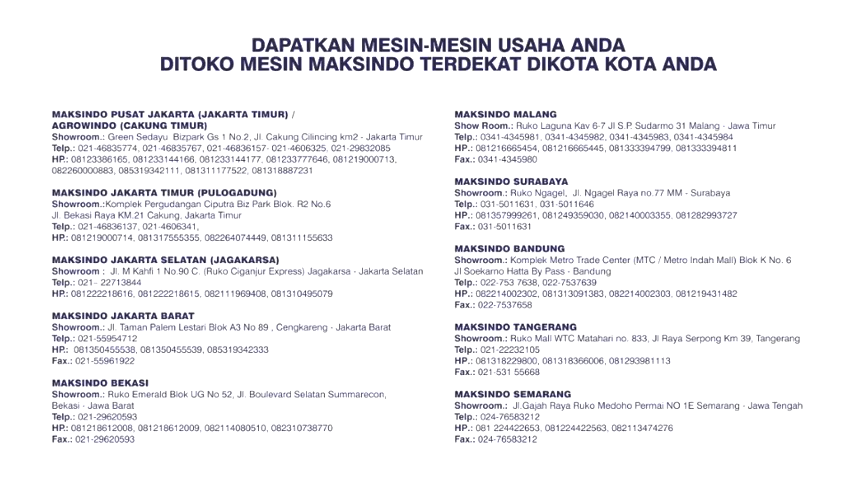 DAPATKAN MESIN-MESIN USAHA ANDA
DITOKO MESIN MAKSINDO TERDEKAT DIKOTA KOTA ANDA
MAKSINDO PUSAT JAKARTA (JAKARTA TIMUR) /
AGROWINDO (CAKUNG TIMUR)
Showroom.: Green Sedayu Bizpark Gs 1 No 2, Jl. Cakung Cilincing km2 - Jakarta Timur
Telp.: 021-46835774, 021-46835767, 021-46836157- 021-4606325, 021-29832085
HP.: 08123386165, 081233144166, 081233144177, 081233777646, 081219000713,
082260000883, 085319342111, 081311177522, 081318887231
MAKSINDO JAKARTA TIMUR (PULOGADUNG)
Showroom.:Komplek Pergudangan Ciputra Biz Park Blok. R2 No.6
Jl. Bekasi Raya KM.21 Cakung, Jakarta Timur
Telp.: 021-46836137, 021-4606341,
HP.: 081219000714, 081317555355, 082264074449, 081311155633
MAKSINDO JAKARTA SELATAN (JAGAKARSA)
Showroom : Jl. M Kahfi 1 No.90 C. (Ruko Ciganjur Express) Jagakarsa - Jakarta Selatan
Telp.: 021- 22713844
HP.: 081222218616, 081222218615, 082111969408, 081310495079
MAKSINDO JAKARTA BARAT
Showroom.: Jl. Taman Palem Lestari Blok A3 No 89 , Cengkareng - Jakarta Barat
Telp.: 021-55954712
HP.: 081350455538, 081350455539, 085319342333
Fax.: 021-55961922
MAKSINDO BEKASI
Showroom.: Ruko Emerald Blok UG No 52, Jl. Boulevard Selatan Summarecon,
Bekasi - Jawa Barat
Telp.: 021-29620593
HP.: 081218612008, 081218612009, 082114080510, 082310738770
Fax.: 021-29620593
MAKSINDO MALANG
Show Room.: Ruko Laguna Kav 6-7 Jl S.P. Sudarmo 31 Malang - Jawa Timur
Telp.: 0341-4345981, 0341-4345982, 0341-4345983, 0341-4345984
HP.: 081216665454, 081216665445, 081333394799, 081333394811
Fax.: 0341-4345980
MAKSINDO SURABAYA
Showroom.: Ruko Ngagel, Jl. Ngagel Raya no.77 MM - Surabaya
Telp.: 031-5011631, 031-5011646
HP.: 081357999261, 081249359030, 082140003355, 081282993727
Fax.: 031-5011631
MAKSINDO BANDUNG
Showroom.: Komplek Metro Trade Center (MTC / Metro Indah Mall) Blok K No. 6
Jl Soekarno Hatta By Pass - Bandung
Telp.: 022-753 7638, 022-7537639
HP.: 082214002302, 081313091383, 082214002303, 081219431482
Fax.: 022-7537658
MAKSINDO TANGERANG
Showroom.: Ruko Mall WTC Matahari no. 833, Jl Raya Serpong Km 39, Tangerang
Telp.: 021-22232105
HP.: 081318229800, 081318366006, 081293981113
Fax.: 021-531 55668
MAKSINDO SEMARANG
Showroom.: Jl.Gajah Raya Ruko Medoho Permai NO 1E Semarang - Jawa Tengah
Telp.: 024-76583212
HP.: 081 224422653, 081224422563, 082113474276
Fax.: 024-76583212